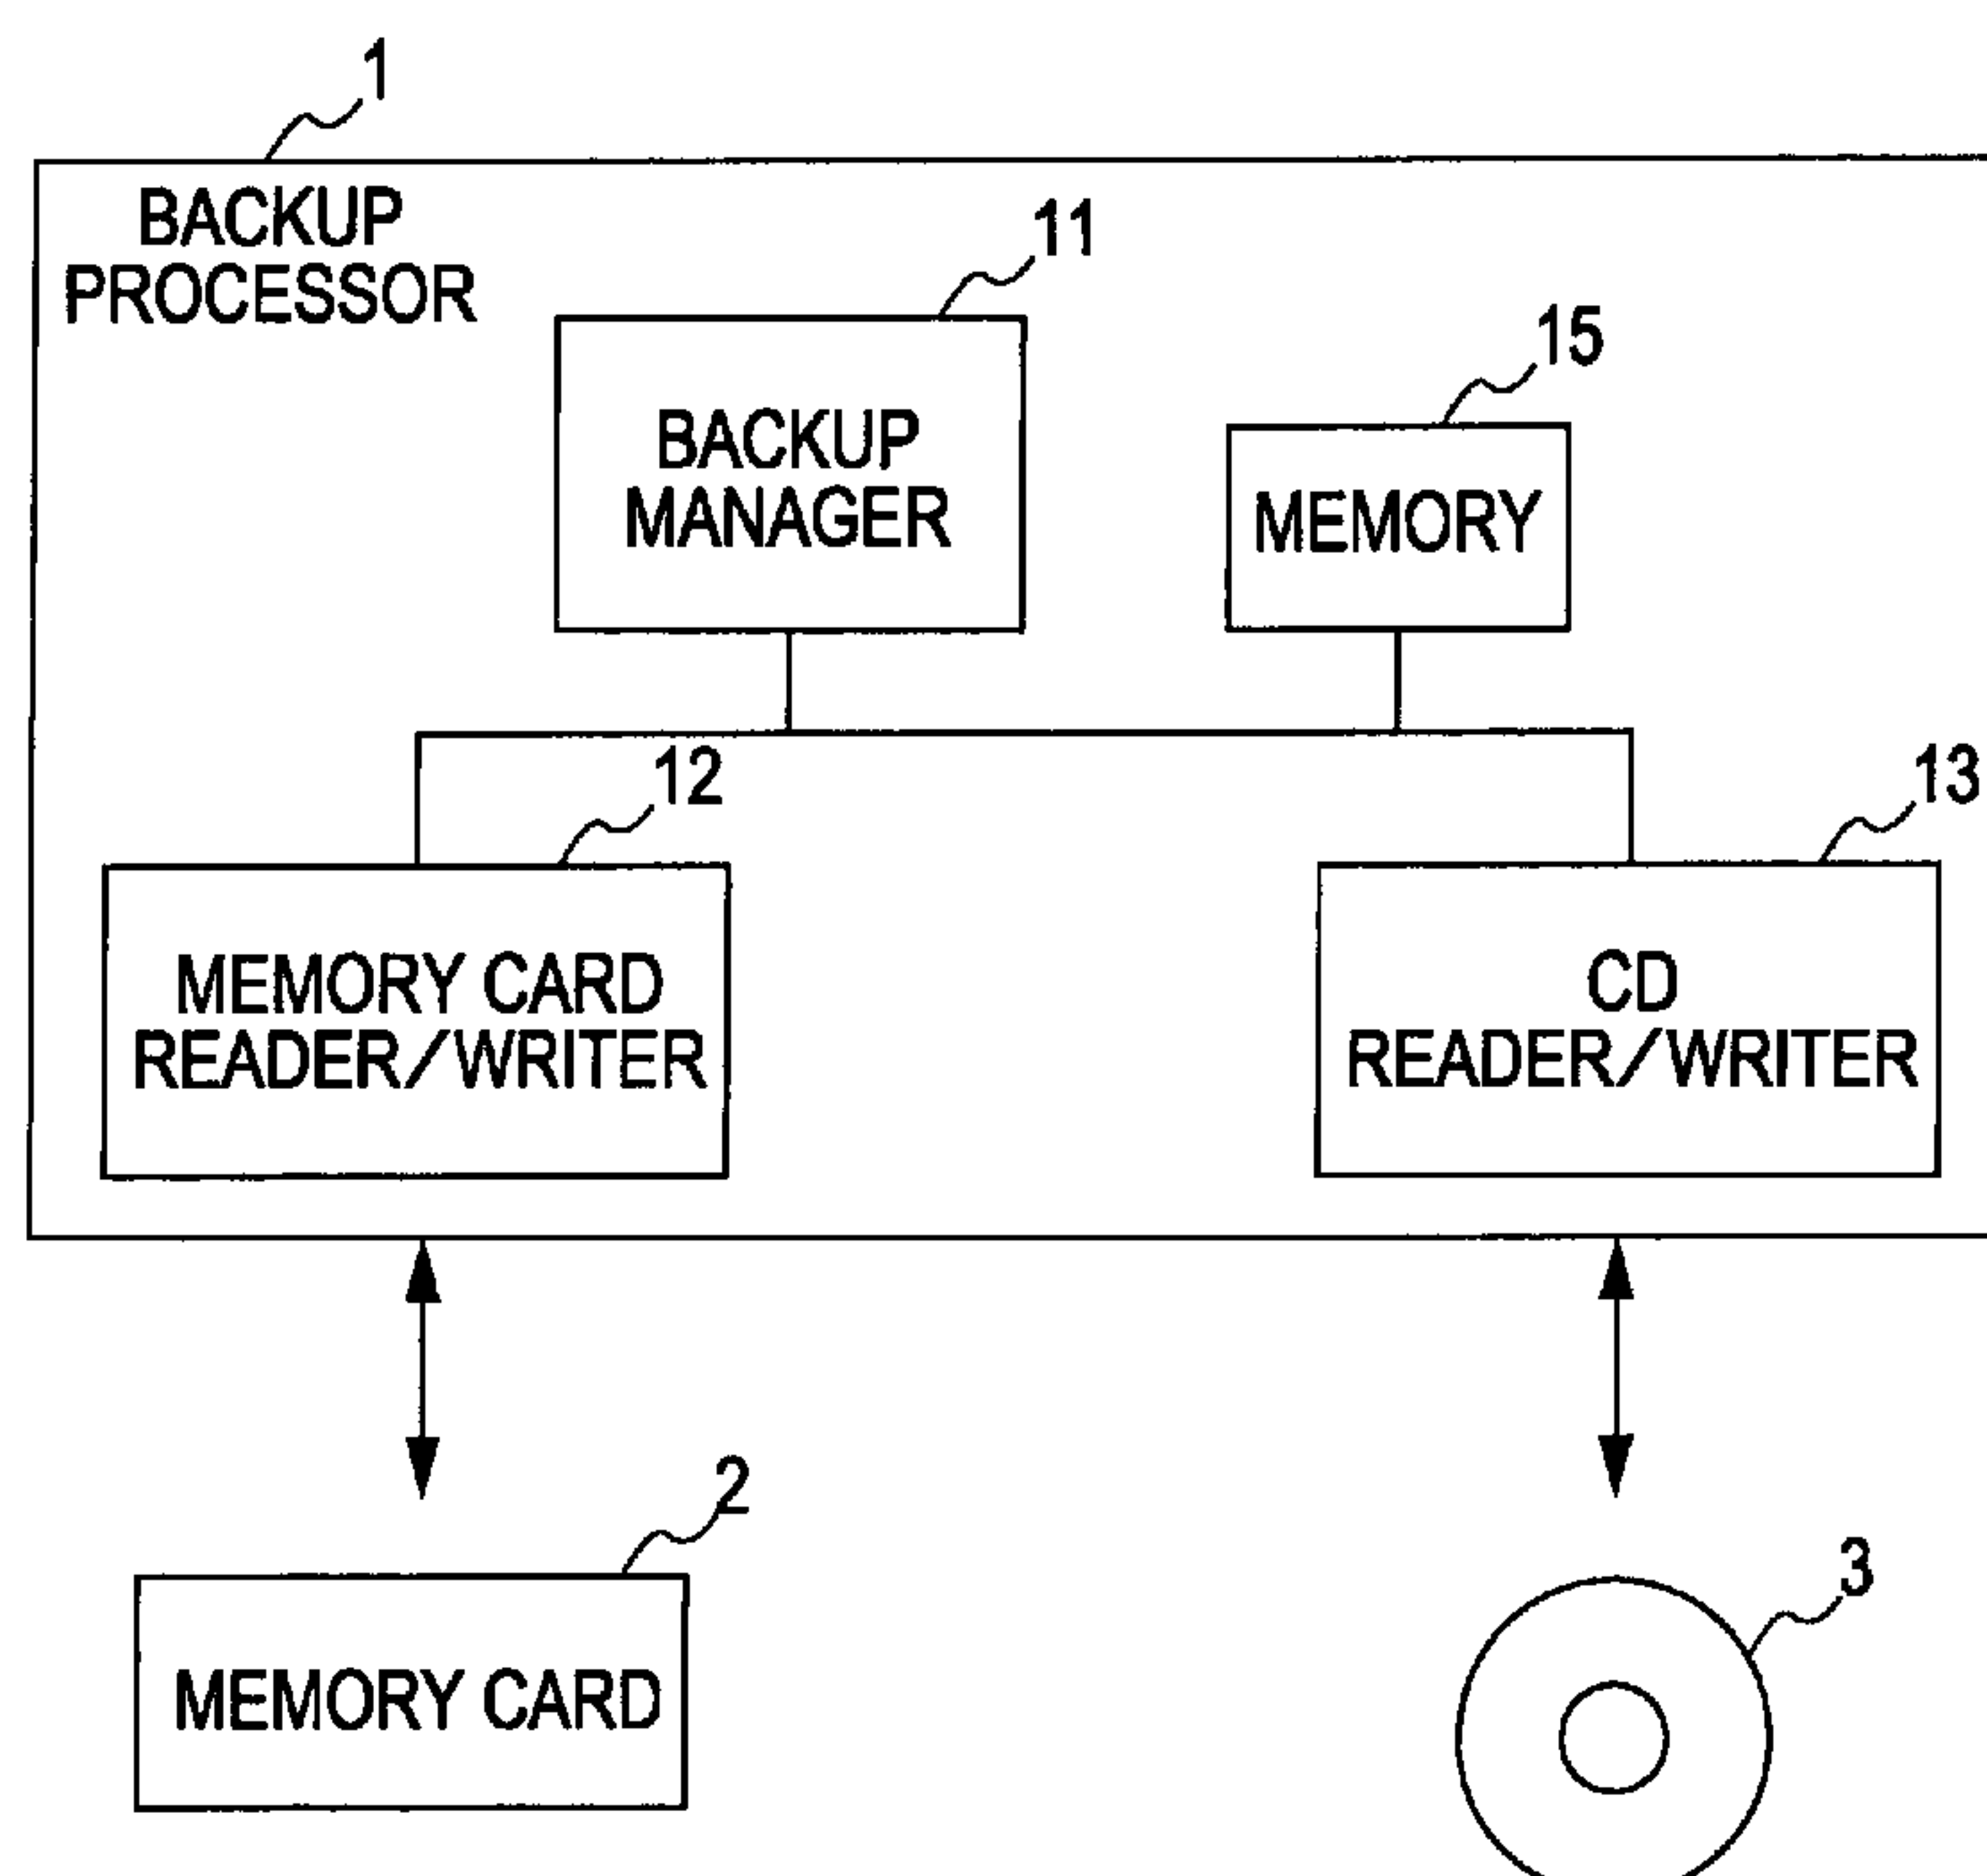 1
BACKUP
PROCESSOR
11
BACKUP
MANAGER
15
MEMORY
12
MEMORY CARD
READER/WRITER
13
CD
READER/WRITER
2
MEMORY CARD
3